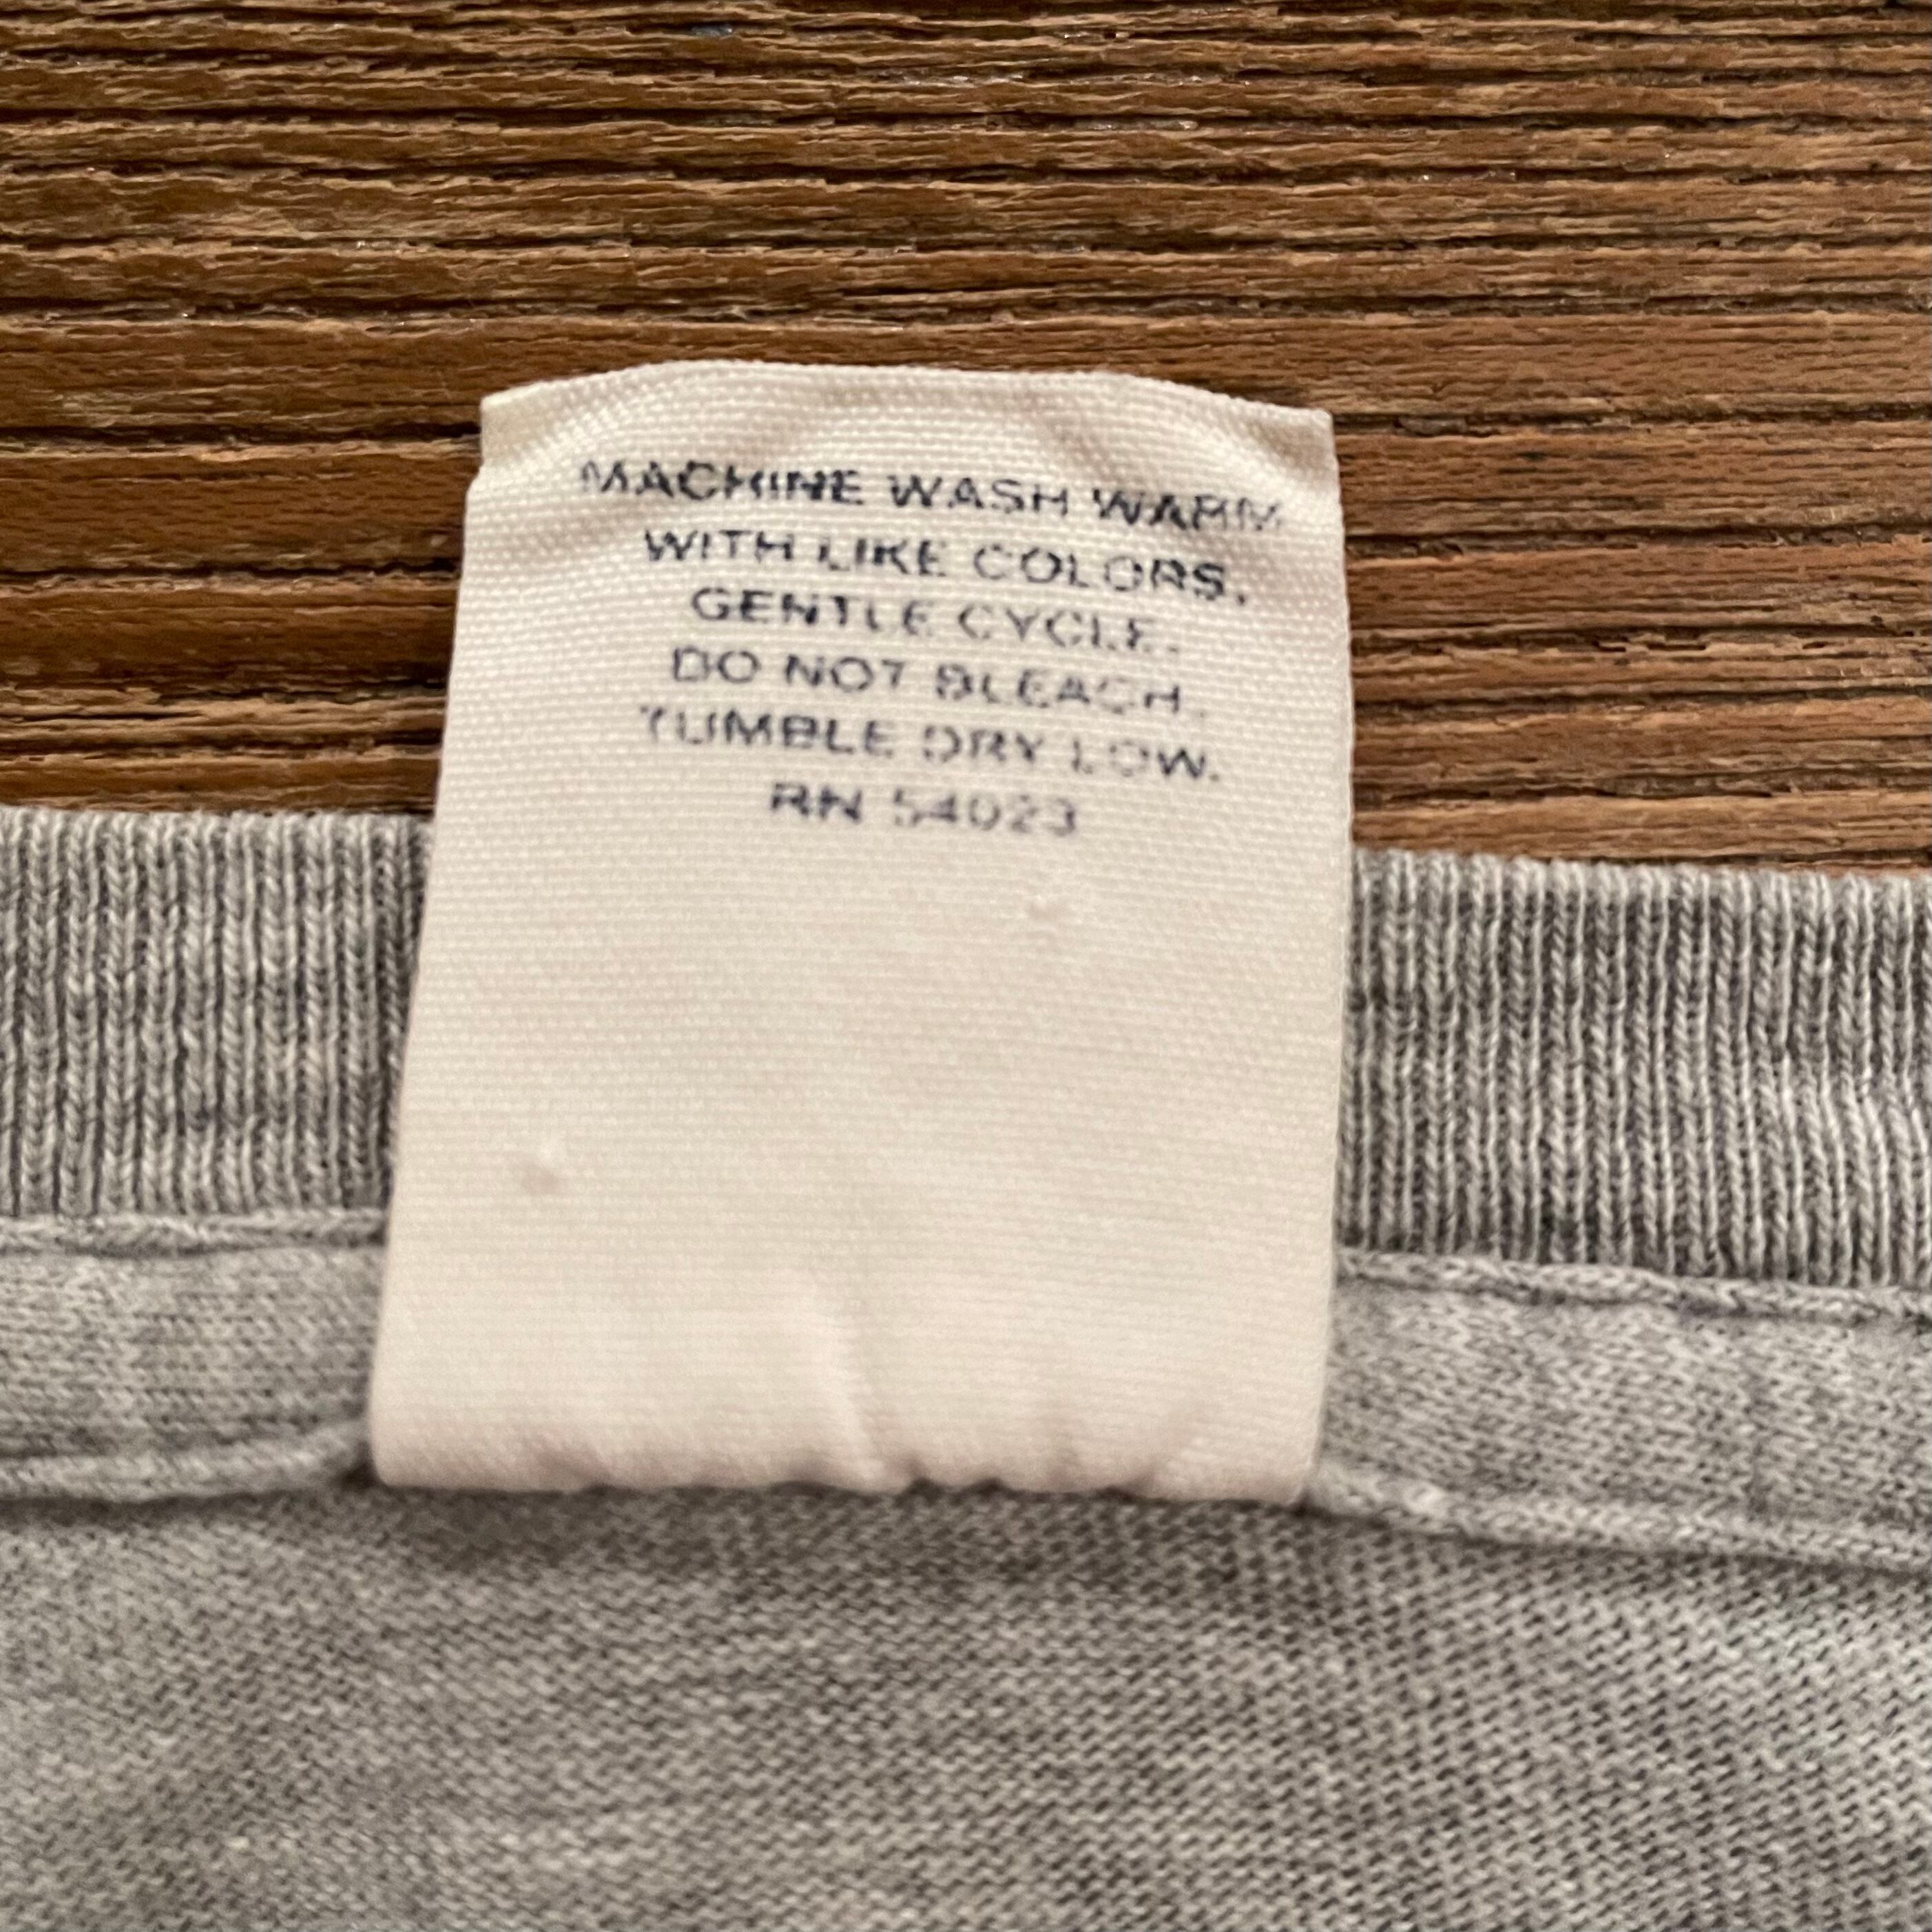 MACHINE WASH WARM
WITH LIKE COLORS.
GENTLE CYCLE.
DO NOT BLEACH.
TUMBLE DRY LOW.
RN 54023